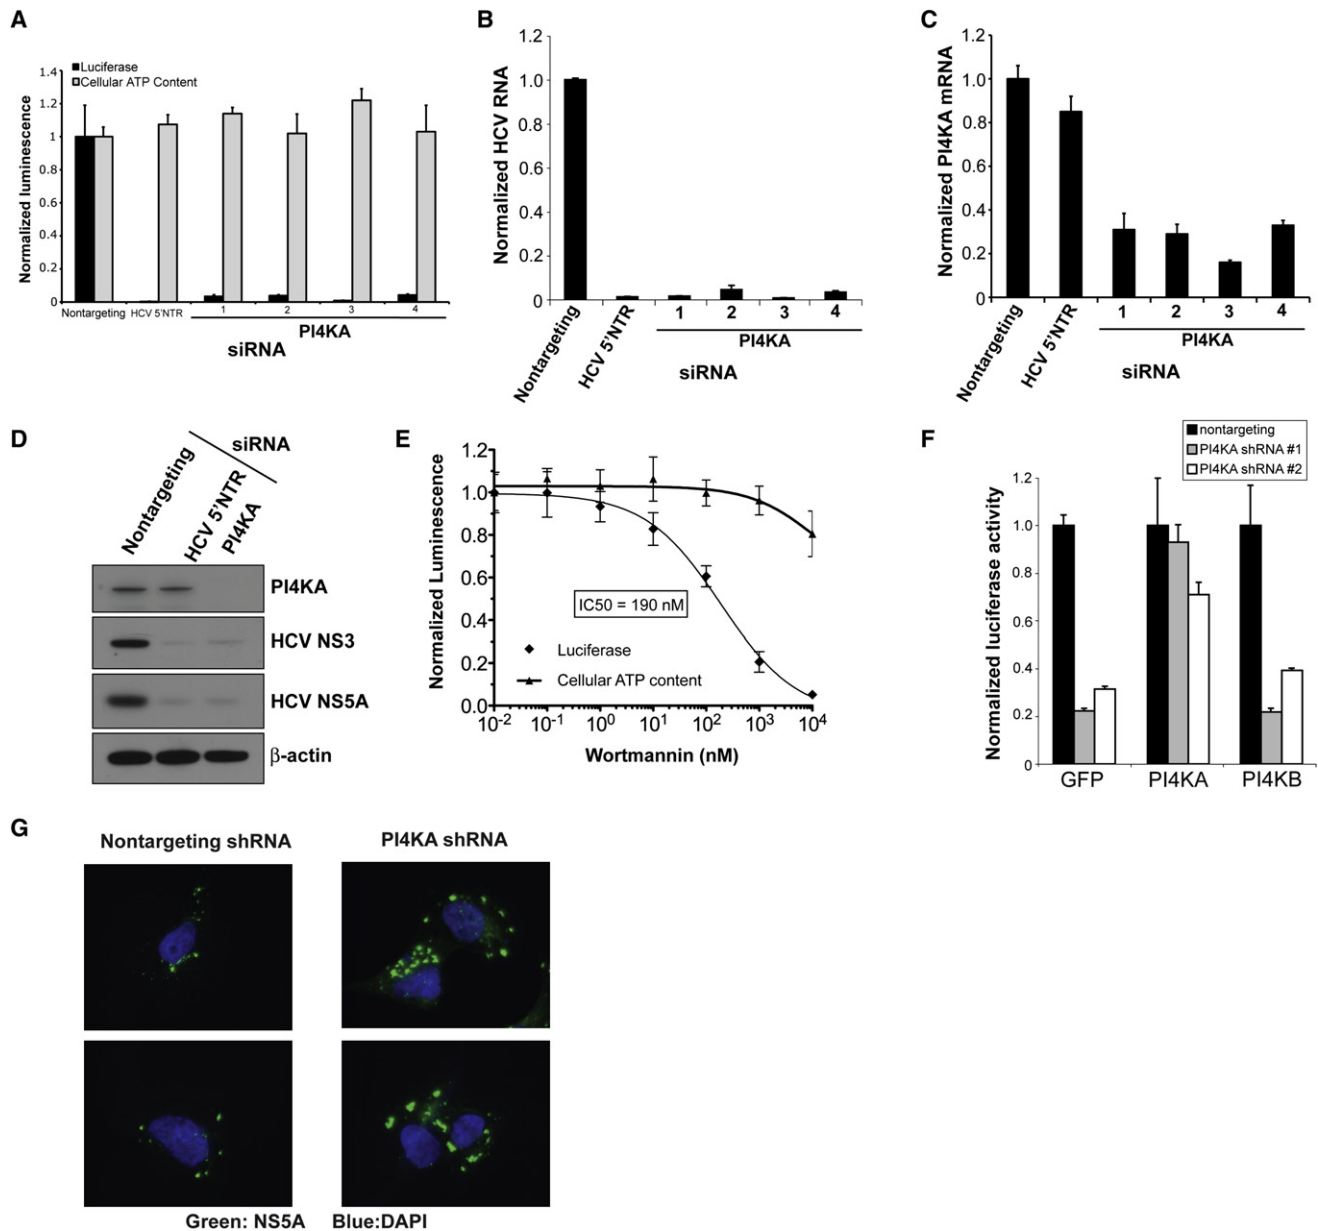 A
Luciferase
Cellular ATP Content
Normalized luminescence
1.4
1.2
1
0.8
0.6
0.4
0.2
0
Nontargeting HCV 5'NTR 1 2 3 4
PI4KA
siRNA
B
Normalized HCV RNA
1.2
1.0
0.8
0.6
0.4
0.2
0
Nontargeting HCV 5'NTR 1 2 3 4
PI4KA
siRNA
C
Normalized PI4KA mRNA
1.2
1.0
0.8
0.6
0.4
0.2
0
Nontargeting HCV 5'NTR 1 2 3 4
PI4KA
siRNA
D
siRNA
Nontargeting HCV 5'NTR PI4KA
PI4KA
HCV NS3
HCV NS5A
β-actin
E
Normalized Luminescence
1.2
1.0
0.8
0.6
0.4
0.2
0.0
IC50 = 190 nM
Luciferase
Cellular ATP content
10⁻² 10⁻¹ 10⁰ 10¹ 10² 10³ 10⁴
Wortmannin (nM)
F
nontargeting
PI4KA shRNA #1
PI4KA shRNA #2
Normalized luciferase activity
1.2
1.0
0.8
0.6
0.4
0.2
0
GFP PI4KA PI4KB
G
Nontargeting shRNA PI4KA shRNA
Green: NS5A Blue:DAPI